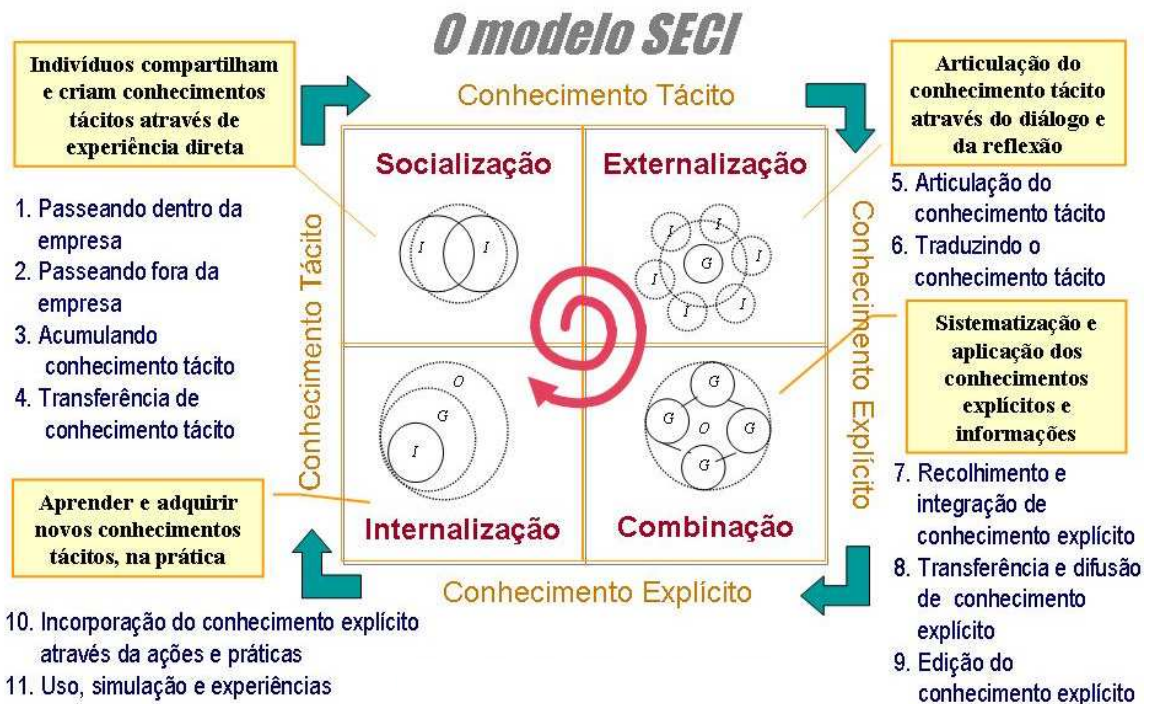 O modelo SECI
Indivíduos compartilham
e criam conhecimentos
tácitos através de
experiência direta
1. Passeando dentro da
empresa
2. Passeando fora da
empresa
3. Acumulando
conhecimento tácito
4. Transferência de
conhecimento tácito
Aprender e adquirir
novos conhecimentos
tácitos, na prática
10. Incorporação do conhecimento explícito
através da ações e práticas
11. Uso, simulação e experiências
Conhecimento Tácito
Conhecimento Tácito
Socialização
I
I
Externalização
I
I
I
I
I
I
G
Internalização
O
G
I
Combinação
G
G
O
G
G
Conhecimento Explícito
Conhecimento Explícito
Articulação do
conhecimento tácito
através do diálogo e
da reflexão
5. Articulação do
conhecimento tácito
6. Traduzindo o
conhecimento tácito
Sistematização e
aplicação dos
conhecimentos
explícitos e
informações
7. Recolhimento e
integração de
conhecimento explícito
8. Transferência e difusão
de conhecimento
explícito
9. Edição do
conhecimento explícito